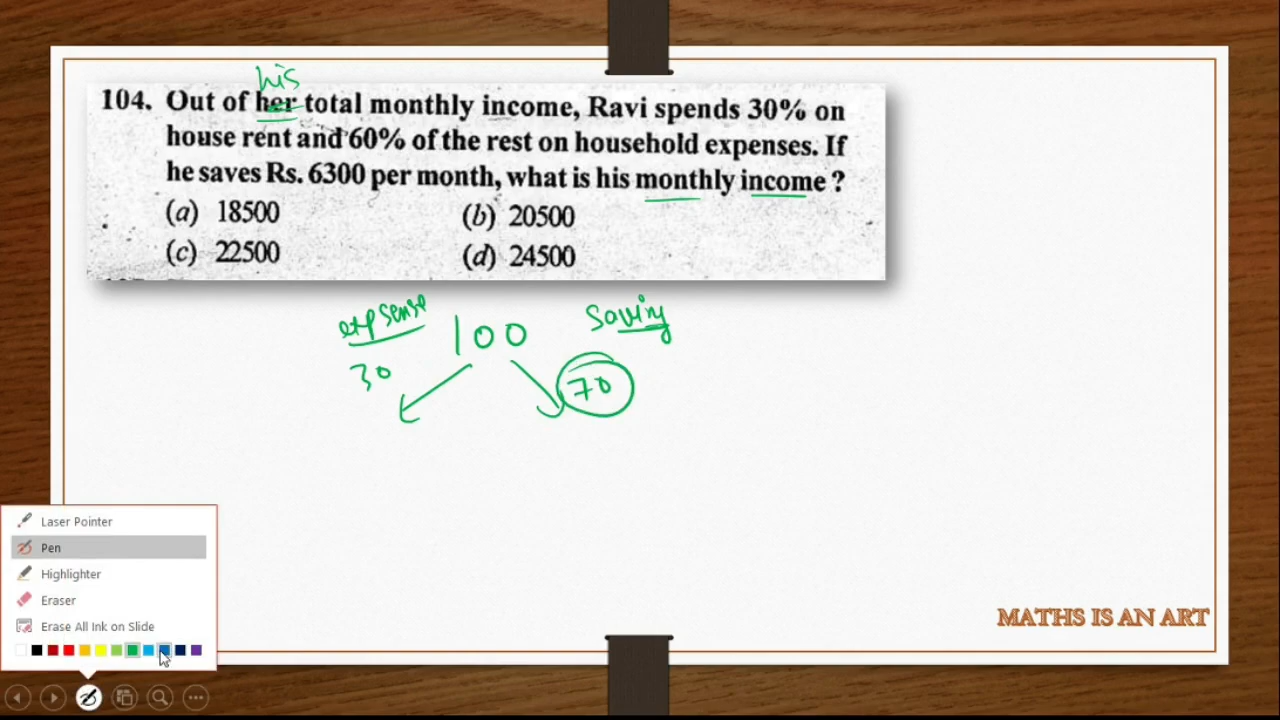 his
104. Out of her total monthly income, Ravi spends 30% on
house rent and 60% of the rest on household expenses. If
he saves Rs. 6300 per month, what is his monthly income ?
(a) 18500 (b) 20500
(c) 22500 (d) 24500
expsense 100 Saving
30 70
Laser Pointer
Pen
Highlighter
Eraser
Erase All Ink on Slide
MATHS IS AN ART